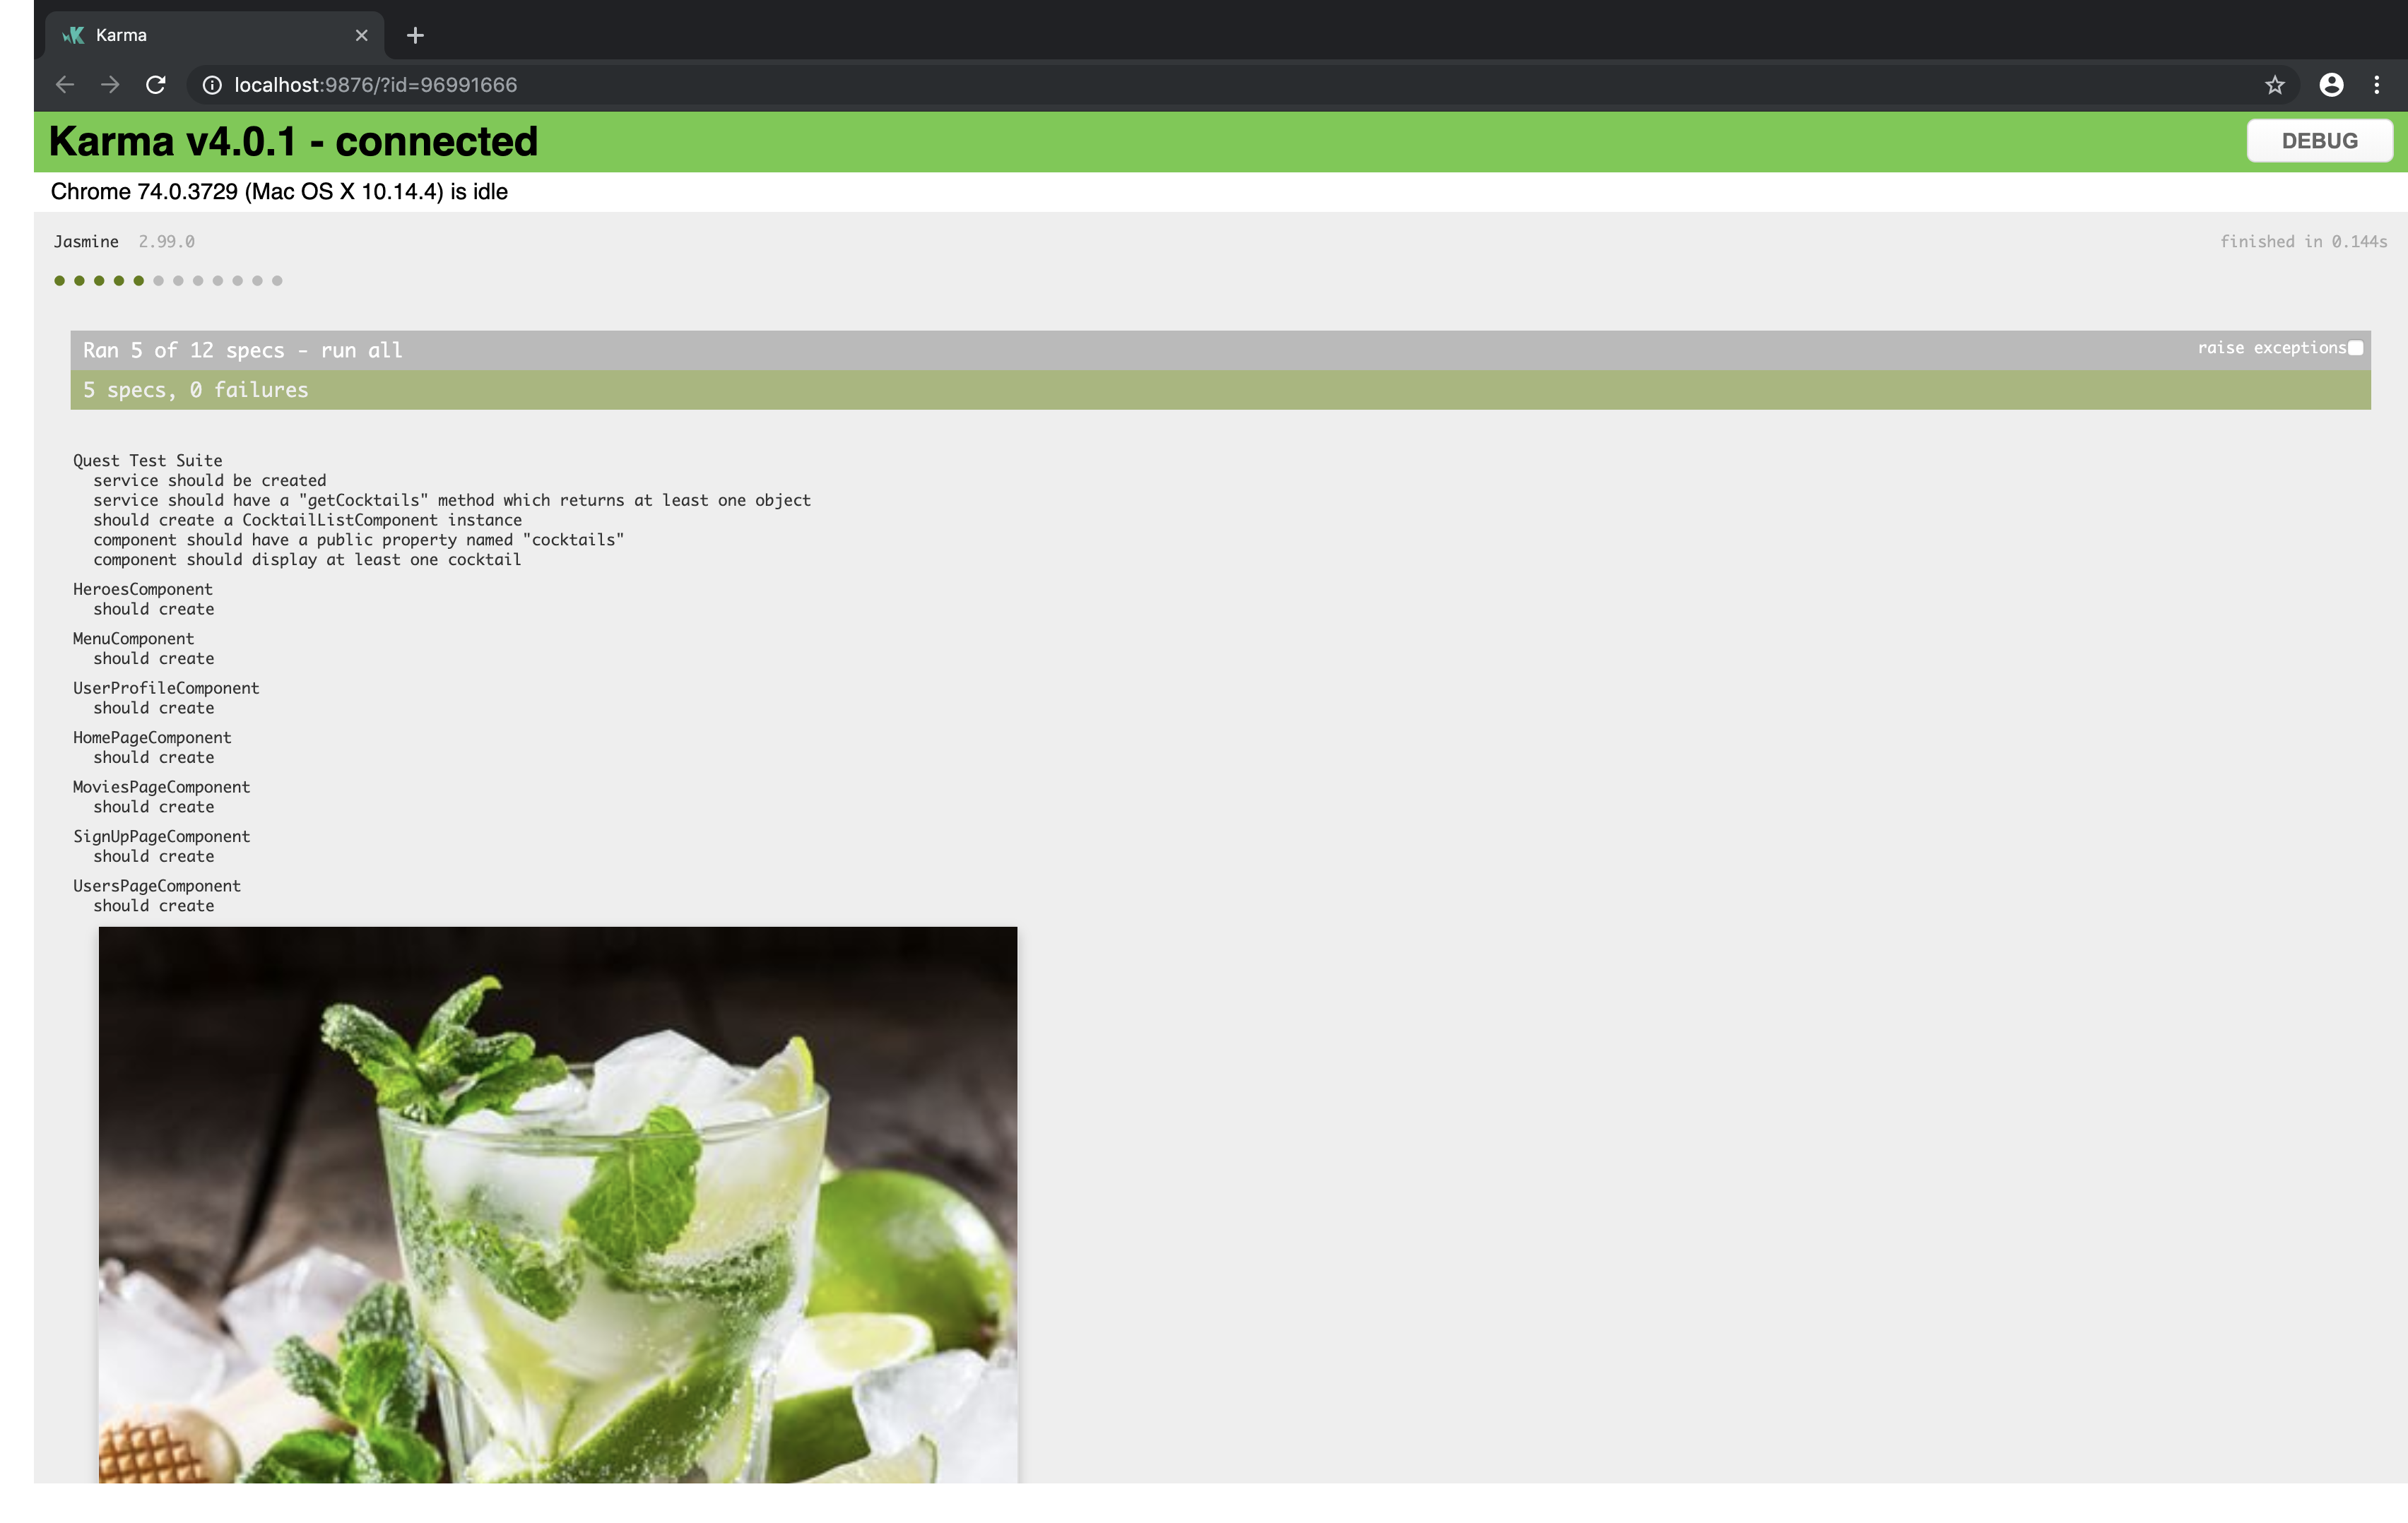 Karma
localhost:9876/?id=96991666
Karma v4.0.1 - connected
DEBUG
Chrome 74.0.3729 (Mac OS X 10.14.4) is idle
Jasmine 2.99.0
finished in 0.144s
Ran 5 of 12 specs - run all
raise exceptions
5 specs, 0 failures
Quest Test Suite
service should be created
service should have a "getCocktails" method which returns at least one object
should create a CocktailListComponent instance
component should have a public property named "cocktails"
component should display at least one cocktail
HeroesComponent
should create
MenuComponent
should create
UserProfileComponent
should create
HomePageComponent
should create
MoviesPageComponent
should create
SignUpPageComponent
should create
UsersPageComponent
should create